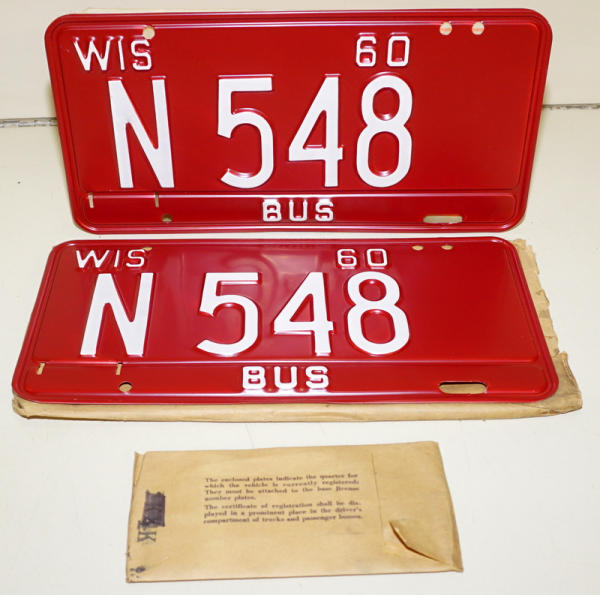 WIS 60
N 548
BUS
WIS 60
N 548
BUS
The enclosed plates indicate the quarter for
which the vehicle is currently registered;
They must be attached to the base license
number plates.
The certificate of registration shall be dis-
played in a prominent place in the driver's
compartment of trucks and passenger busses.